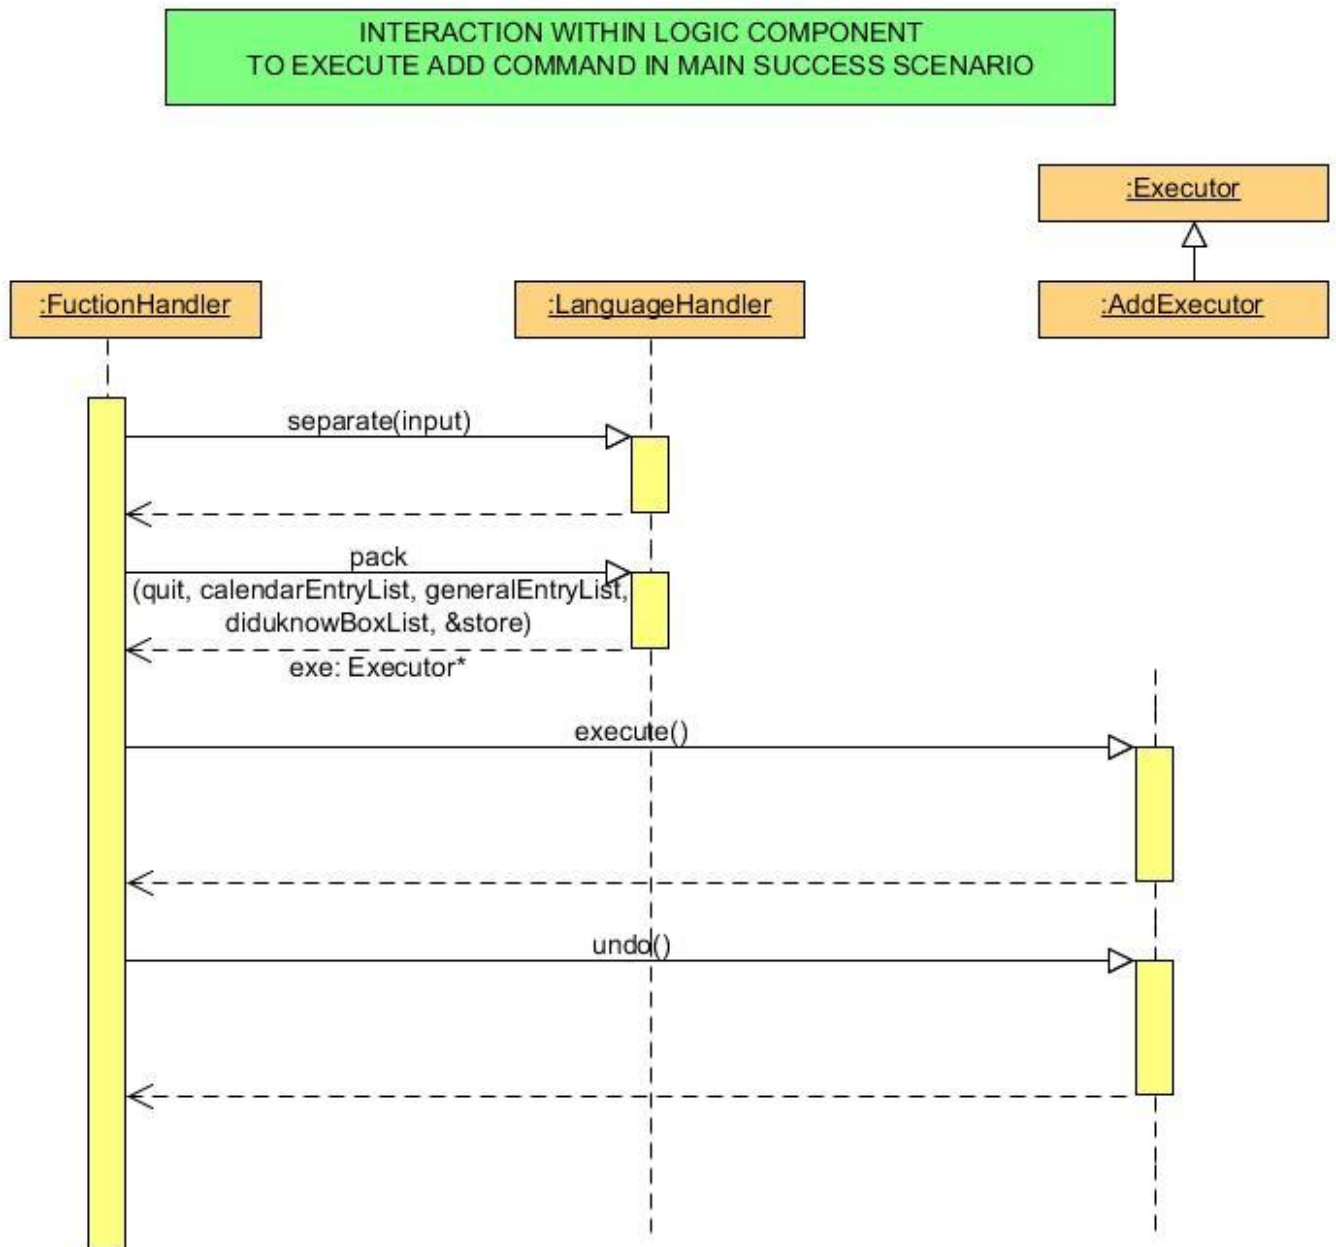 INTERACTION WITHIN LOGIC COMPONENT
TO EXECUTE ADD COMMAND IN MAIN SUCCESS SCENARIO
:Executor
:FuctionHandler
:LanguageHandler
:AddExecutor
separate(input)
pack
(quit, calendarEntryList, generalEntryList,
diduknowBoxList, &store)
exe: Executor*
execute()
undo()